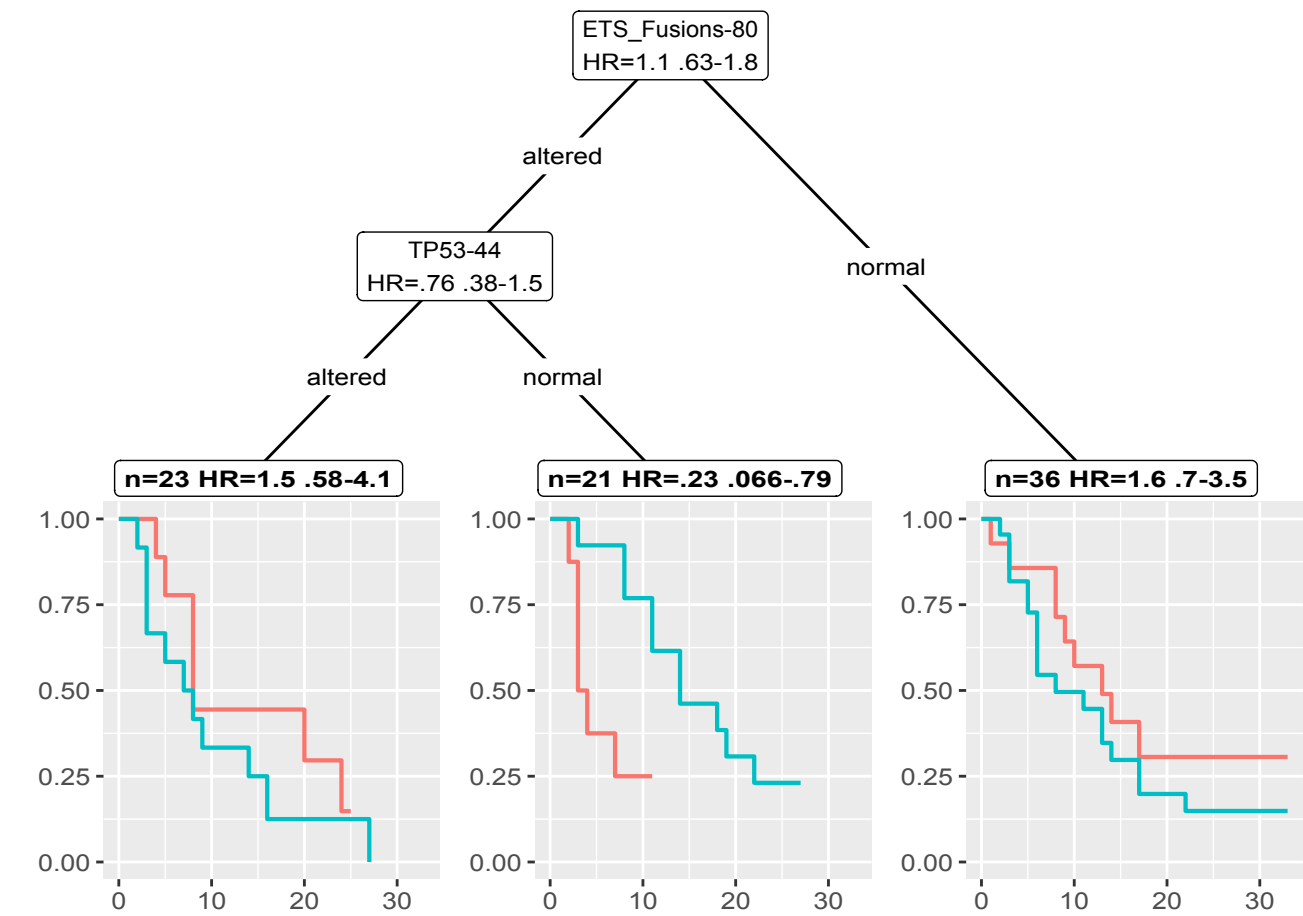 ETS_Fusions-80
HR=1.1 .63-1.8
altered
normal
TP53-44
HR=.76 .38-1.5
altered
normal
n=23 HR=1.5 .58-4.1
n=21 HR=.23 .066-.79
n=36 HR=1.6 .7-3.5
1.00
0.75
0.50
0.25
0.00
0 10 20 30
1.00
0.75
0.50
0.25
0.00
0 10 20 30
1.00
0.75
0.50
0.25
0.00
0 10 20 30